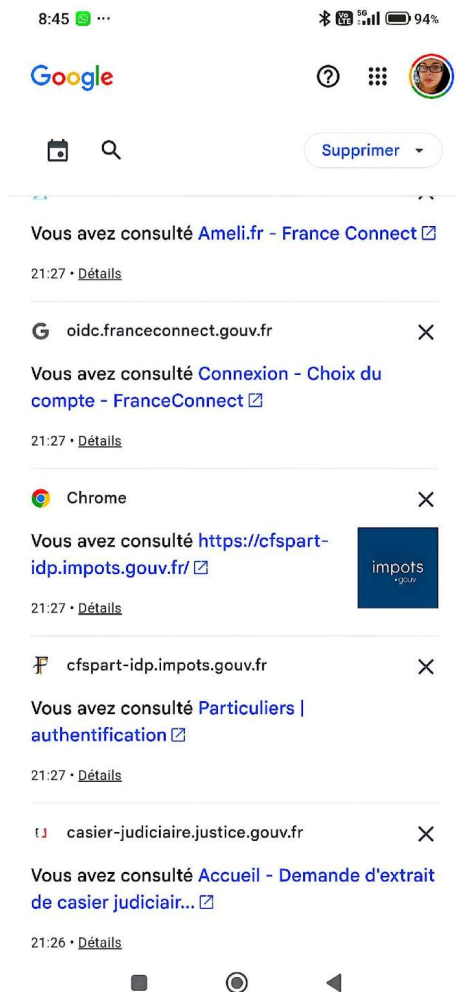 8:45 ...
Vo LTE 5G 94%
Google
Supprimer
Vous avez consulté Ameli.fr - France Connect
21:27 • Détails
G oidc.franceconnect.gouv.fr
Vous avez consulté Connexion - Choix du
compte - FranceConnect
21:27 • Détails
Chrome
Vous avez consulté https://cfspart-
idp.impots.gouv.fr/
impots
.gouv
21:27 • Détails
cfspart-idp.impots.gouv.fr
Vous avez consulté Particuliers |
authentification
21:27 • Détails
casier-judiciaire.justice.gouv.fr
Vous avez consulté Accueil - Demande d'extrait
de casier judiciair...
21:26 • Détails